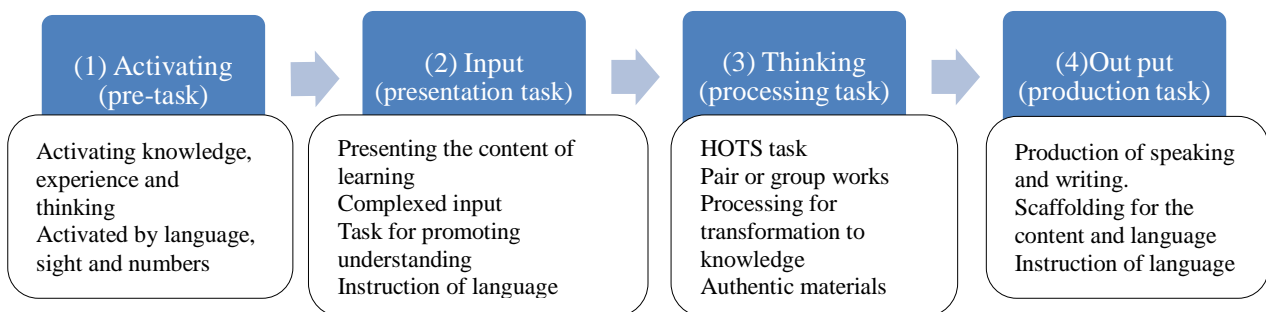 (1) Activating
(pre-task)
Activating knowledge,
experience and
thinking
Activated by language,
sight and numbers
(2) Input
(presentation task)
Presenting the content of
learning
Complexed input
Task for promoting
understanding
Instruction of language
(3) Thinking
(processing task)
HOTS task
Pair or group works
Processing for
transformation to
knowledge
Authentic materials
(4)Out put
(production task)
Production of speaking
and writing.
Scaffolding for the
content and language
Instruction of language